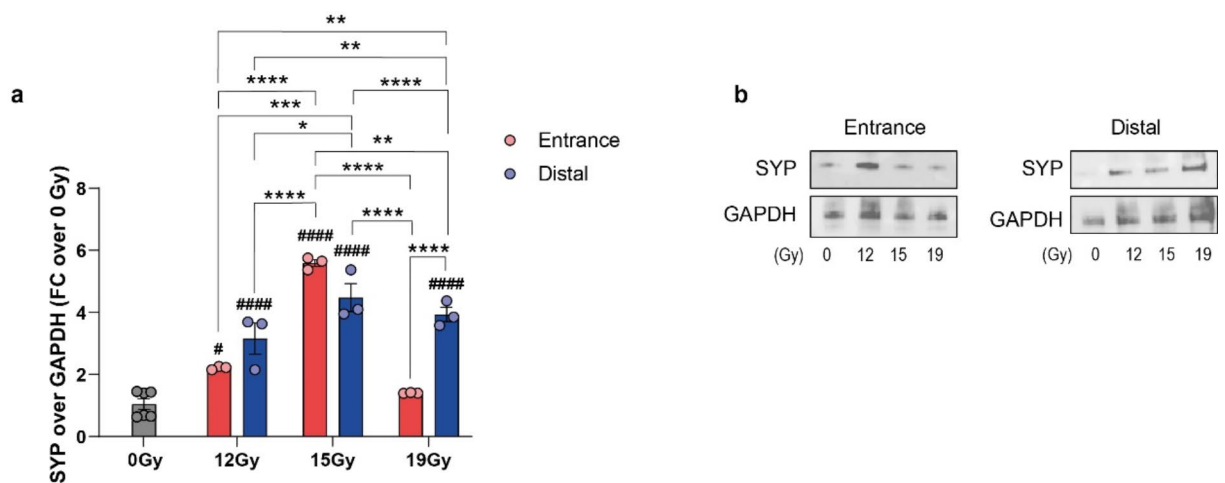 a
**
**
****
****
***
*
**
****
****
****
****
SYP over GAPDH (FC over 0 Gy)
8
6
4
2
0
#
####
####
####
####
0Gy
12Gy
15Gy
19Gy
Entrance
Distal
b
Entrance
SYP
GAPDH
(Gy) 0 12 15 19
Distal
SYP
GAPDH
(Gy) 0 12 15 19